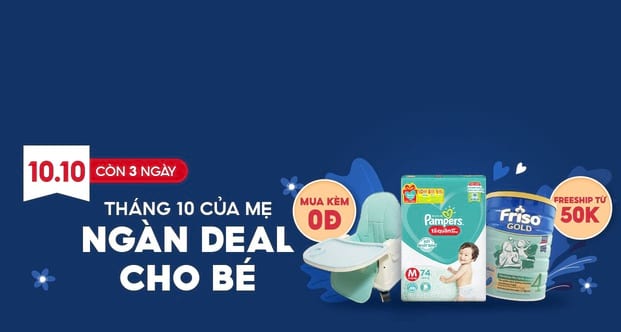 10.10
CÒN 3 NGÀY
THÁNG 10 CỦA MẸ
NGÀN DEAL
CHO BÉ
MUA KÈM
0Đ
Pampers
M
74
FREESHIP TỪ
50K
Friso
GOLD
4